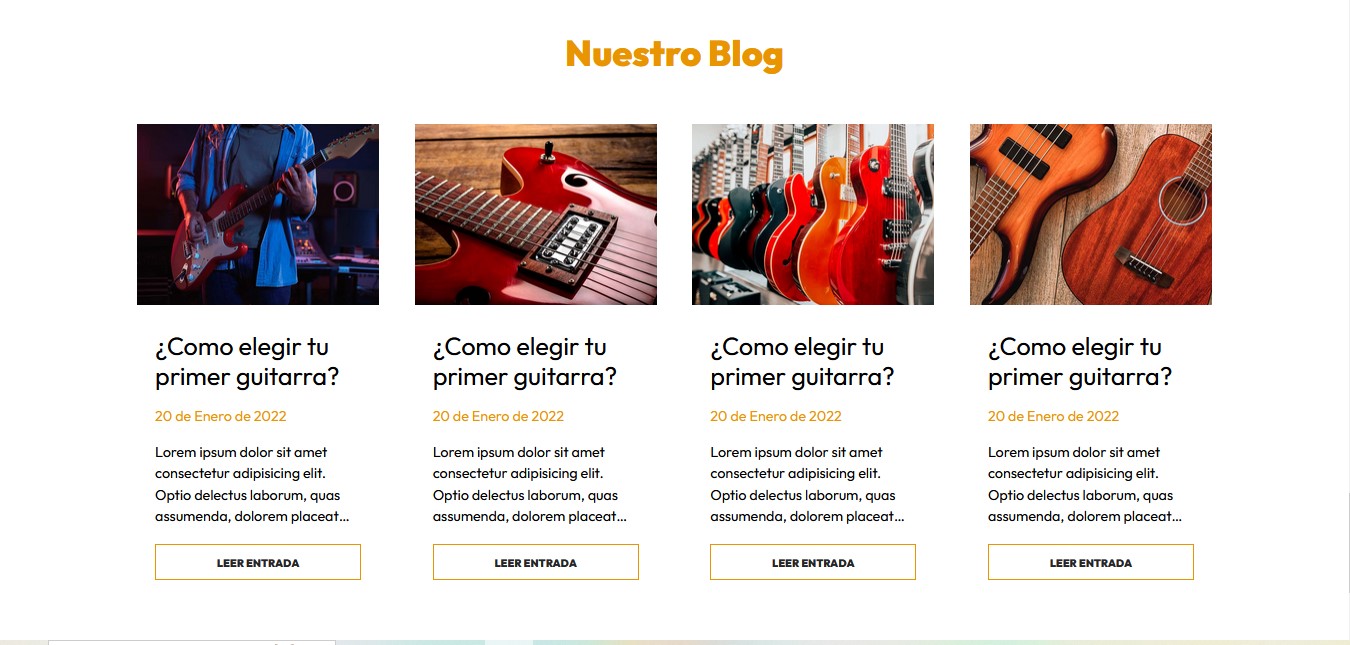 Nuestro Blog
¿Como elegir tu
primer guitarra?
20 de Enero de 2022
Lorem ipsum dolor sit amet
consectetur adipisicing elit.
Optio delectus laborum, quas
assumenda, dolorem placeat...
LEER ENTRADA
¿Como elegir tu
primer guitarra?
20 de Enero de 2022
Lorem ipsum dolor sit amet
consectetur adipisicing elit.
Optio delectus laborum, quas
assumenda, dolorem placeat...
LEER ENTRADA
¿Como elegir tu
primer guitarra?
20 de Enero de 2022
Lorem ipsum dolor sit amet
consectetur adipisicing elit.
Optio delectus laborum, quas
assumenda, dolorem placeat...
LEER ENTRADA
¿Como elegir tu
primer guitarra?
20 de Enero de 2022
Lorem ipsum dolor sit amet
consectetur adipisicing elit.
Optio delectus laborum, quas
assumenda, dolorem placeat...
LEER ENTRADA